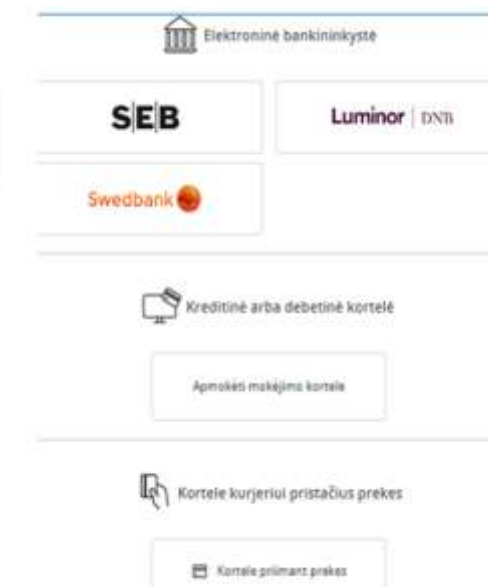 Elektroninė bankininkystė
SEB
Luminor | DNB
Swedbank
Kreditinė arba debetinė kortelė
Apmokėti mokėjimo kortele
Kortele kurjeriui pristačius prekes
Kortele priimant prekes